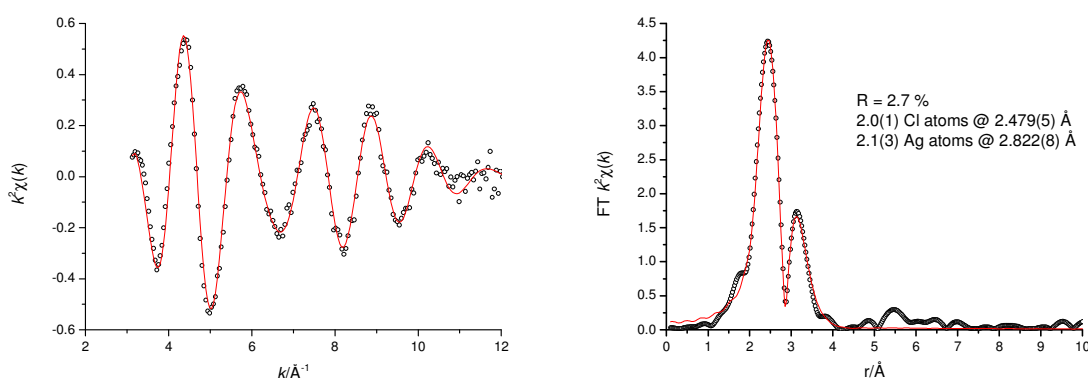 0.6
0.4
0.2
0.0
-0.2
-0.4
-0.6
k²χ(k)
2 4 6 8 10 12
k/Å⁻¹
4.5
4.0
3.5
3.0
2.5
2.0
1.5
1.0
0.5
0.0
FT k²χ(k)
R = 2.7 %
2.0(1) Cl atoms @ 2.479(5) Å
2.1(3) Ag atoms @ 2.822(8) Å
0 1 2 3 4 5 6 7 8 9 10
r/Å